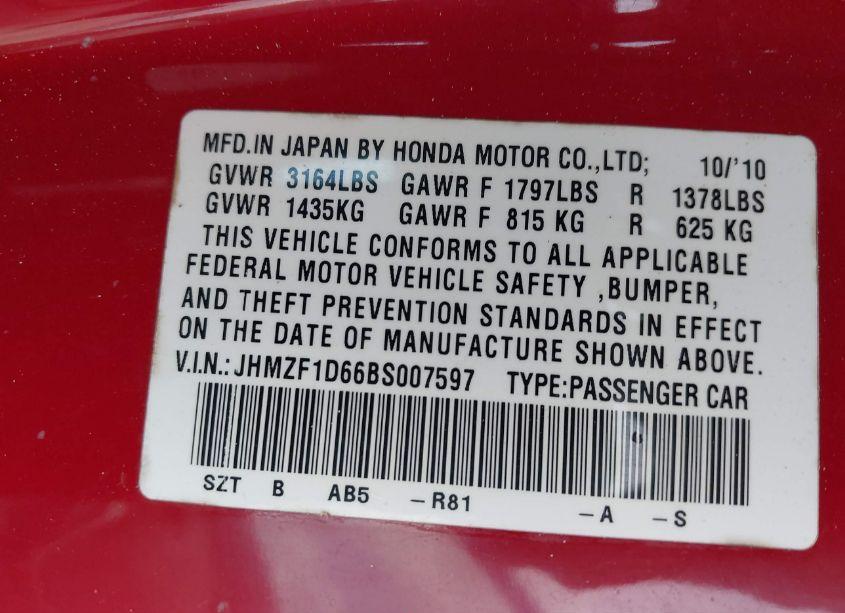 MFD.IN JAPAN BY HONDA MOTOR CO.,LTD; 10/'10
GVWR 3164LBS GAWR F 1797LBS R 1378LBS
GVWR 1435KG GAWR F 815 KG R 625 KG
THIS VEHICLE CONFORMS TO ALL APPLICABLE
FEDERAL MOTOR VEHICLE SAFETY ,BUMPER,
AND THEFT PREVENTION STANDARDS IN EFFECT
ON THE DATE OF MANUFACTURE SHOWN ABOVE.
V.I.N.:JHMZF1D66BS007597 TYPE:PASSENGER CAR
SZT B AB5 -R81 -A -S